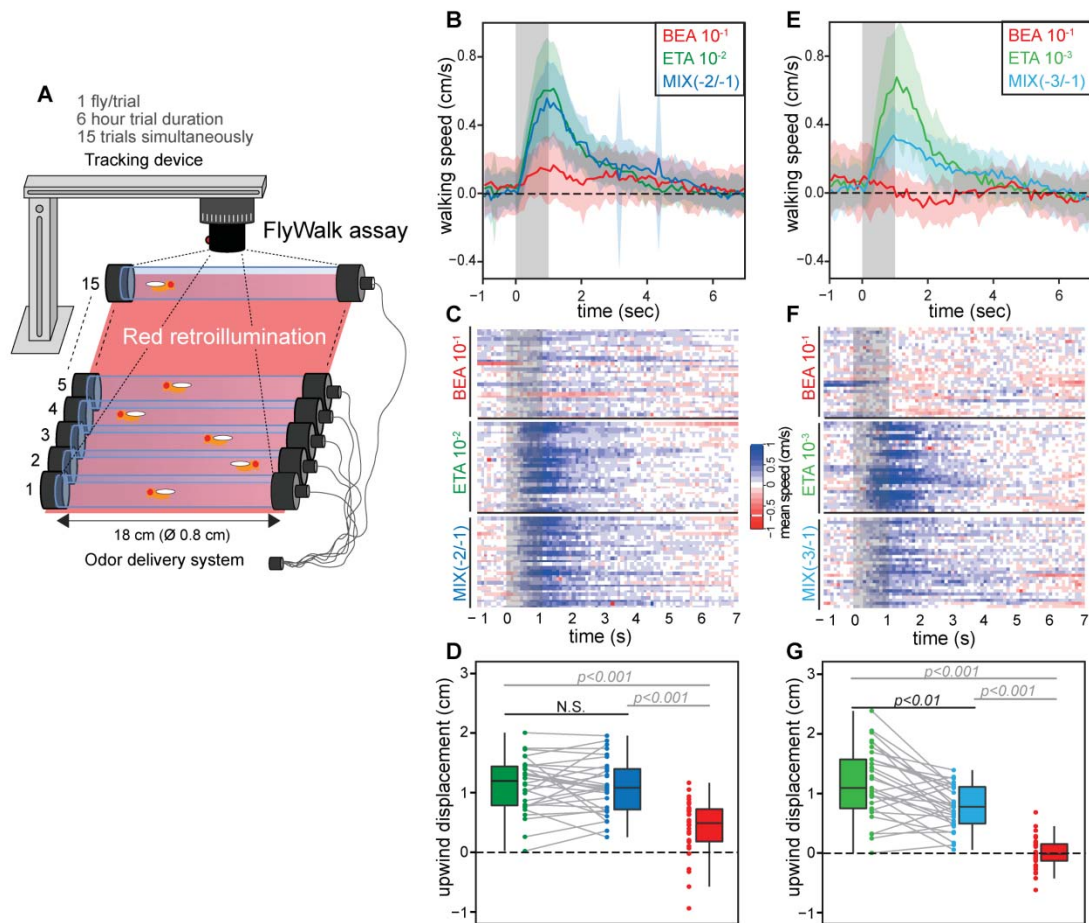 A
1 fly/trial
6 hour trial duration
15 trials simultaneously
Tracking device
FlyWalk assay
15
Red retroillumination
5
4
3
2
1
18 cm (Ø 0.8 cm)
Odor delivery system
B
BEA 10⁻¹
ETA 10⁻²
MIX(-2/-1)
walking speed (cm/s)
0.8
0.4
0.0
−0.4
−1 0 2 4 6
time (sec)
E
BEA 10⁻¹
ETA 10⁻³
MIX(-3/-1)
walking speed (cm/s)
0.8
0.4
0.0
−0.4
−1 0 2 4 6
time (sec)
C
BEA 10⁻¹
ETA 10⁻²
MIX(-2/-1)
− 1 0 1 2 3 4 5 6 7
time (s)
−1 −0.5 0 0.5 1
mean speed (cm/s)
F
BEA 10⁻¹
ETA 10⁻³
MIX(-3/-1)
− 1 0 1 2 3 4 5 6 7
time (s)
D
upwind displacement (cm)
3
2
1
0
−1
p<0.001
p<0.001
N.S.
G
upwind displacement (cm)
3
2
1
0
−1
p<0.001
p<0.01
p<0.001